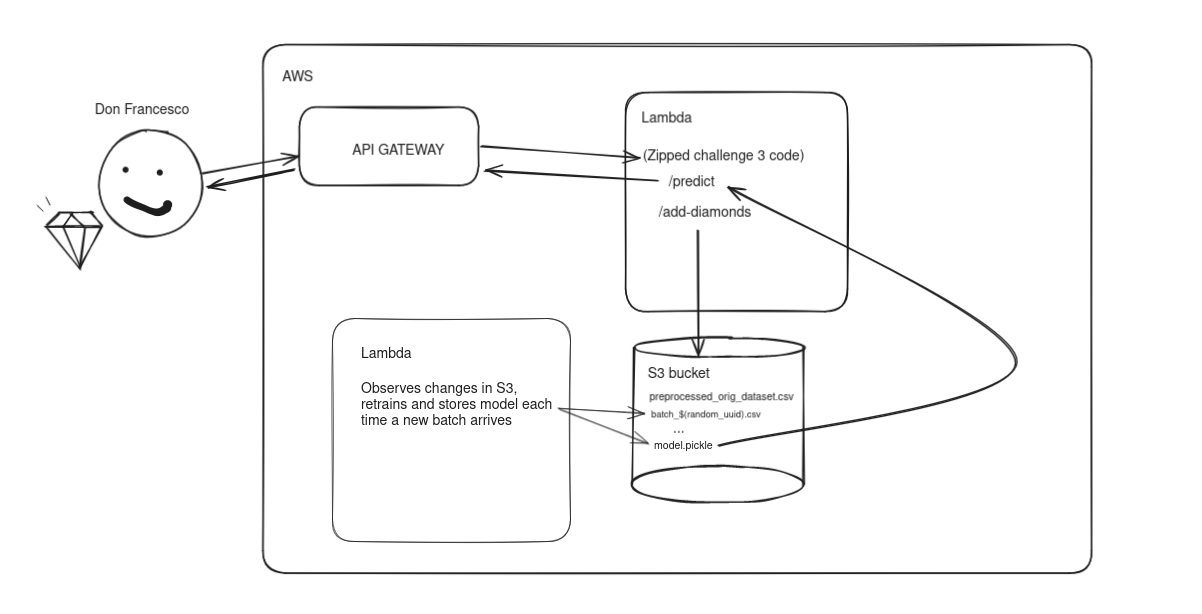 AWS
Don Francesco
API GATEWAY
Lambda
(Zipped challenge 3 code)
/predict
/add-diamonds
Lambda
Observes changes in S3,
retrains and stores model each
time a new batch arrives
S3 bucket
preprocessed_orig_dataset.csv
batch_$(random_uuid).csv
...
model.pickle